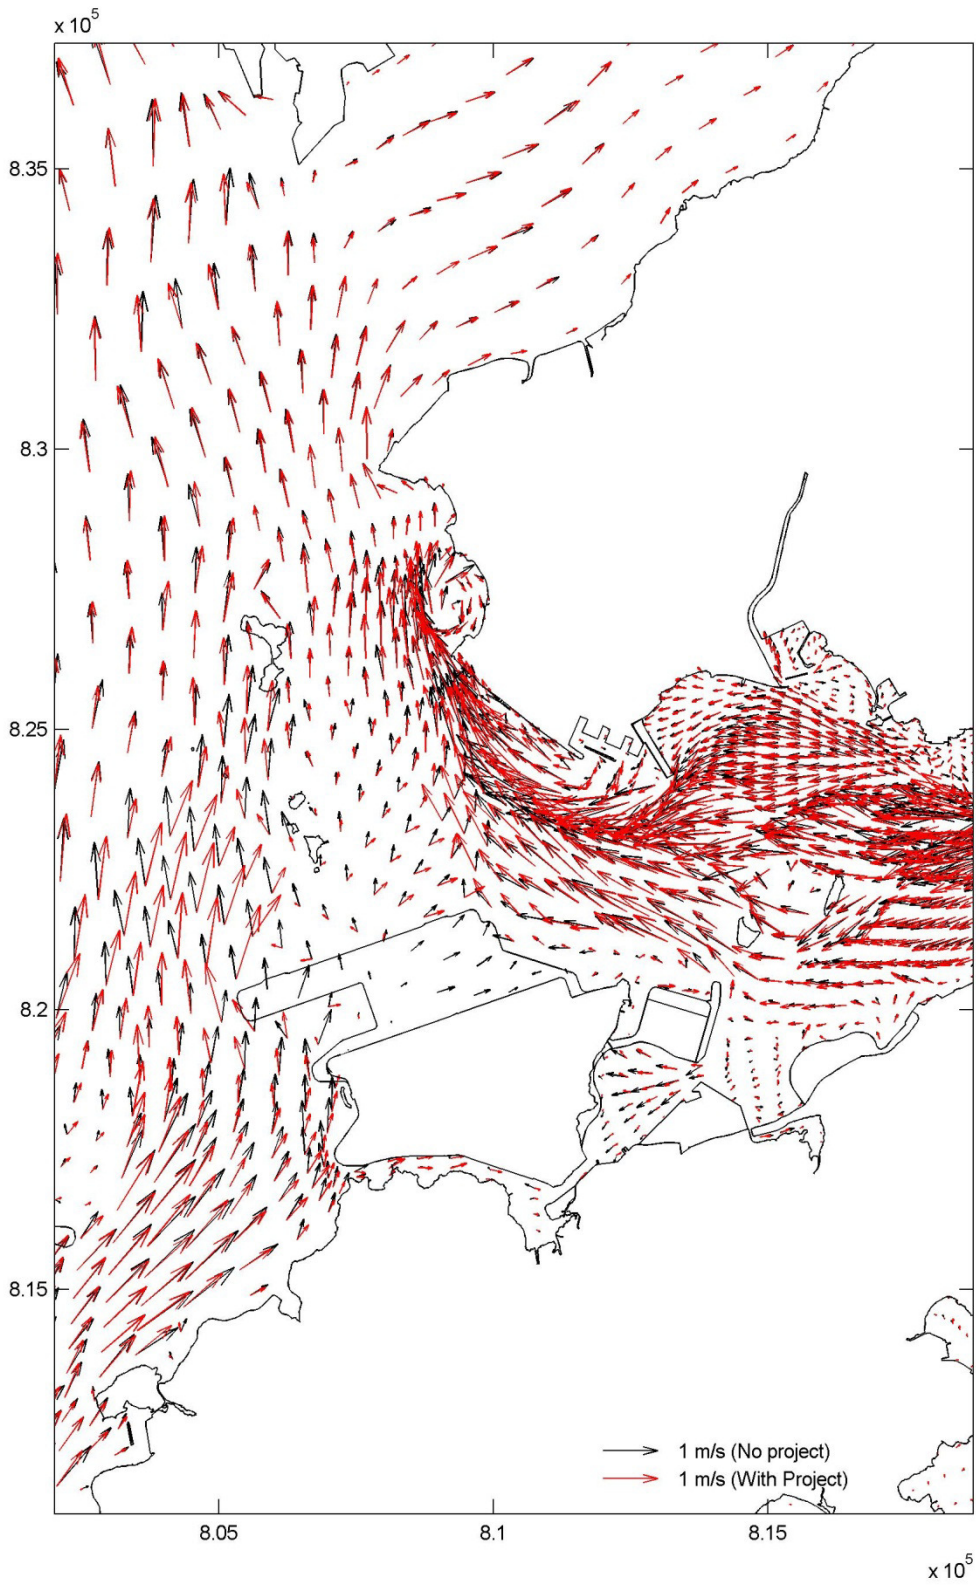 x 10⁵
8.35
8.3
8.25
8.2
8.15
1 m/s (No project)
1 m/s (With Project)
8.05
8.1
8.15
x 10⁵